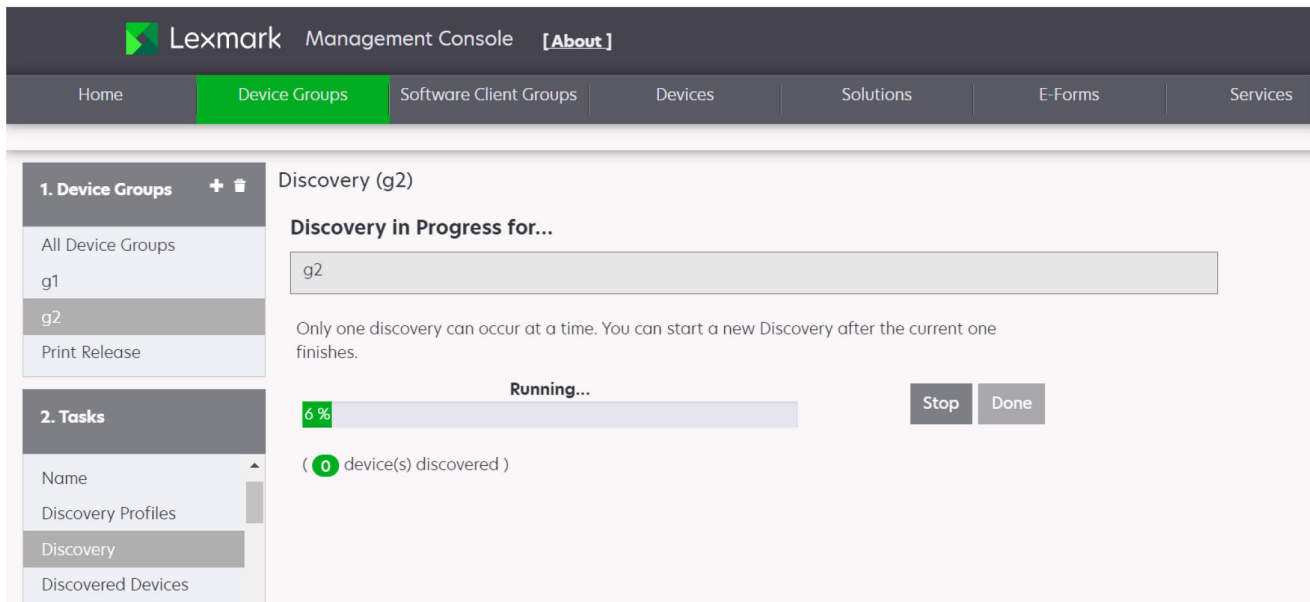 Lexmark Management Console [About]
Home Device Groups Software Client Groups Devices Solutions E-Forms Services
1. Device Groups
All Device Groups
g1
g2
Print Release
2. Tasks
Name
Discovery Profiles
Discovery
Discovered Devices
Discovery (g2)
Discovery in Progress for...
g2
Only one discovery can occur at a time. You can start a new Discovery after the current one
finishes.
Running...
6 %
Stop Done
( 0 device(s) discovered )